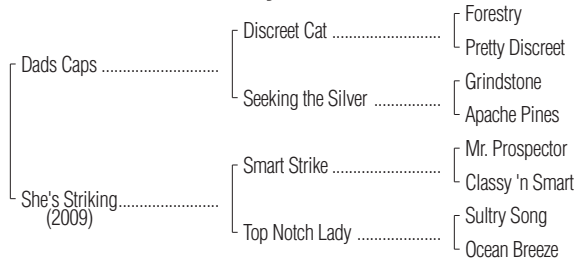 Forestry
Discreet Cat ....................
Pretty Discreet
Dads Caps .........................
Grindstone
Seeking the Silver ............
Apache Pines
Mr. Prospector
Smart Strike ....................
Classy 'n Smart
She's Striking.....................
(2009)
Sultry Song
Top Notch Lady ...............
Ocean Breeze